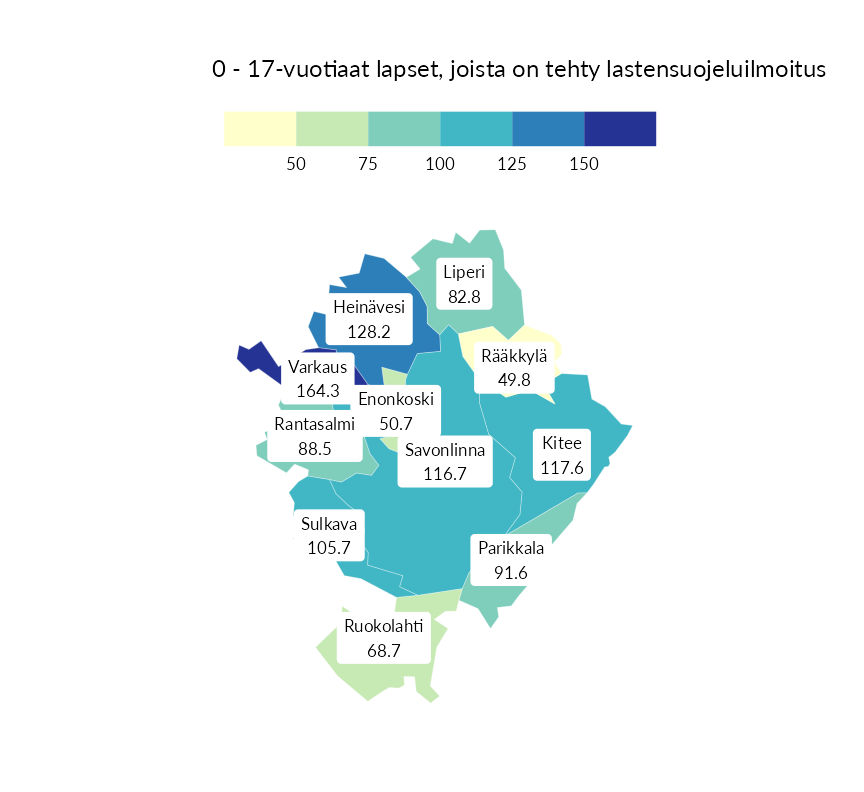 0 - 17-vuotiaat lapset, joista on tehty lastensuojeluilmoitus
50 75 100 125 150
Liperi
82.8
Heinävesi
128.2
Rääkkylä
49.8
Varkaus
164.3
Enonkoski
50.7
Rantasalmi
88.5
Savonlinna
116.7
Kitee
117.6
Sulkava
105.7
Parikkala
91.6
Ruokolahti
68.7